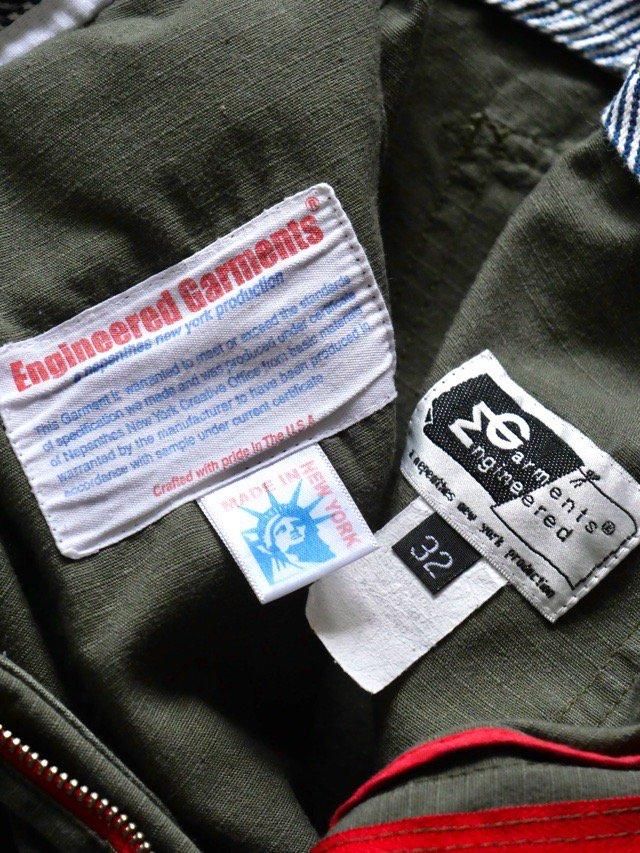 Engineered Garments®
a nepenthes new york production
This Garment is warranted to meet or exceed the standards
of specification we made and was produced under certificate
of Nepenthes New York Creative Office from basic material
warranted by the manufacturer to have been produced in
accordance with sample under current certificate
Crafted with pride in The U.S.A
MADE IN
NEW YORK
Garments®
Engineered
a nepenthes new york production
32